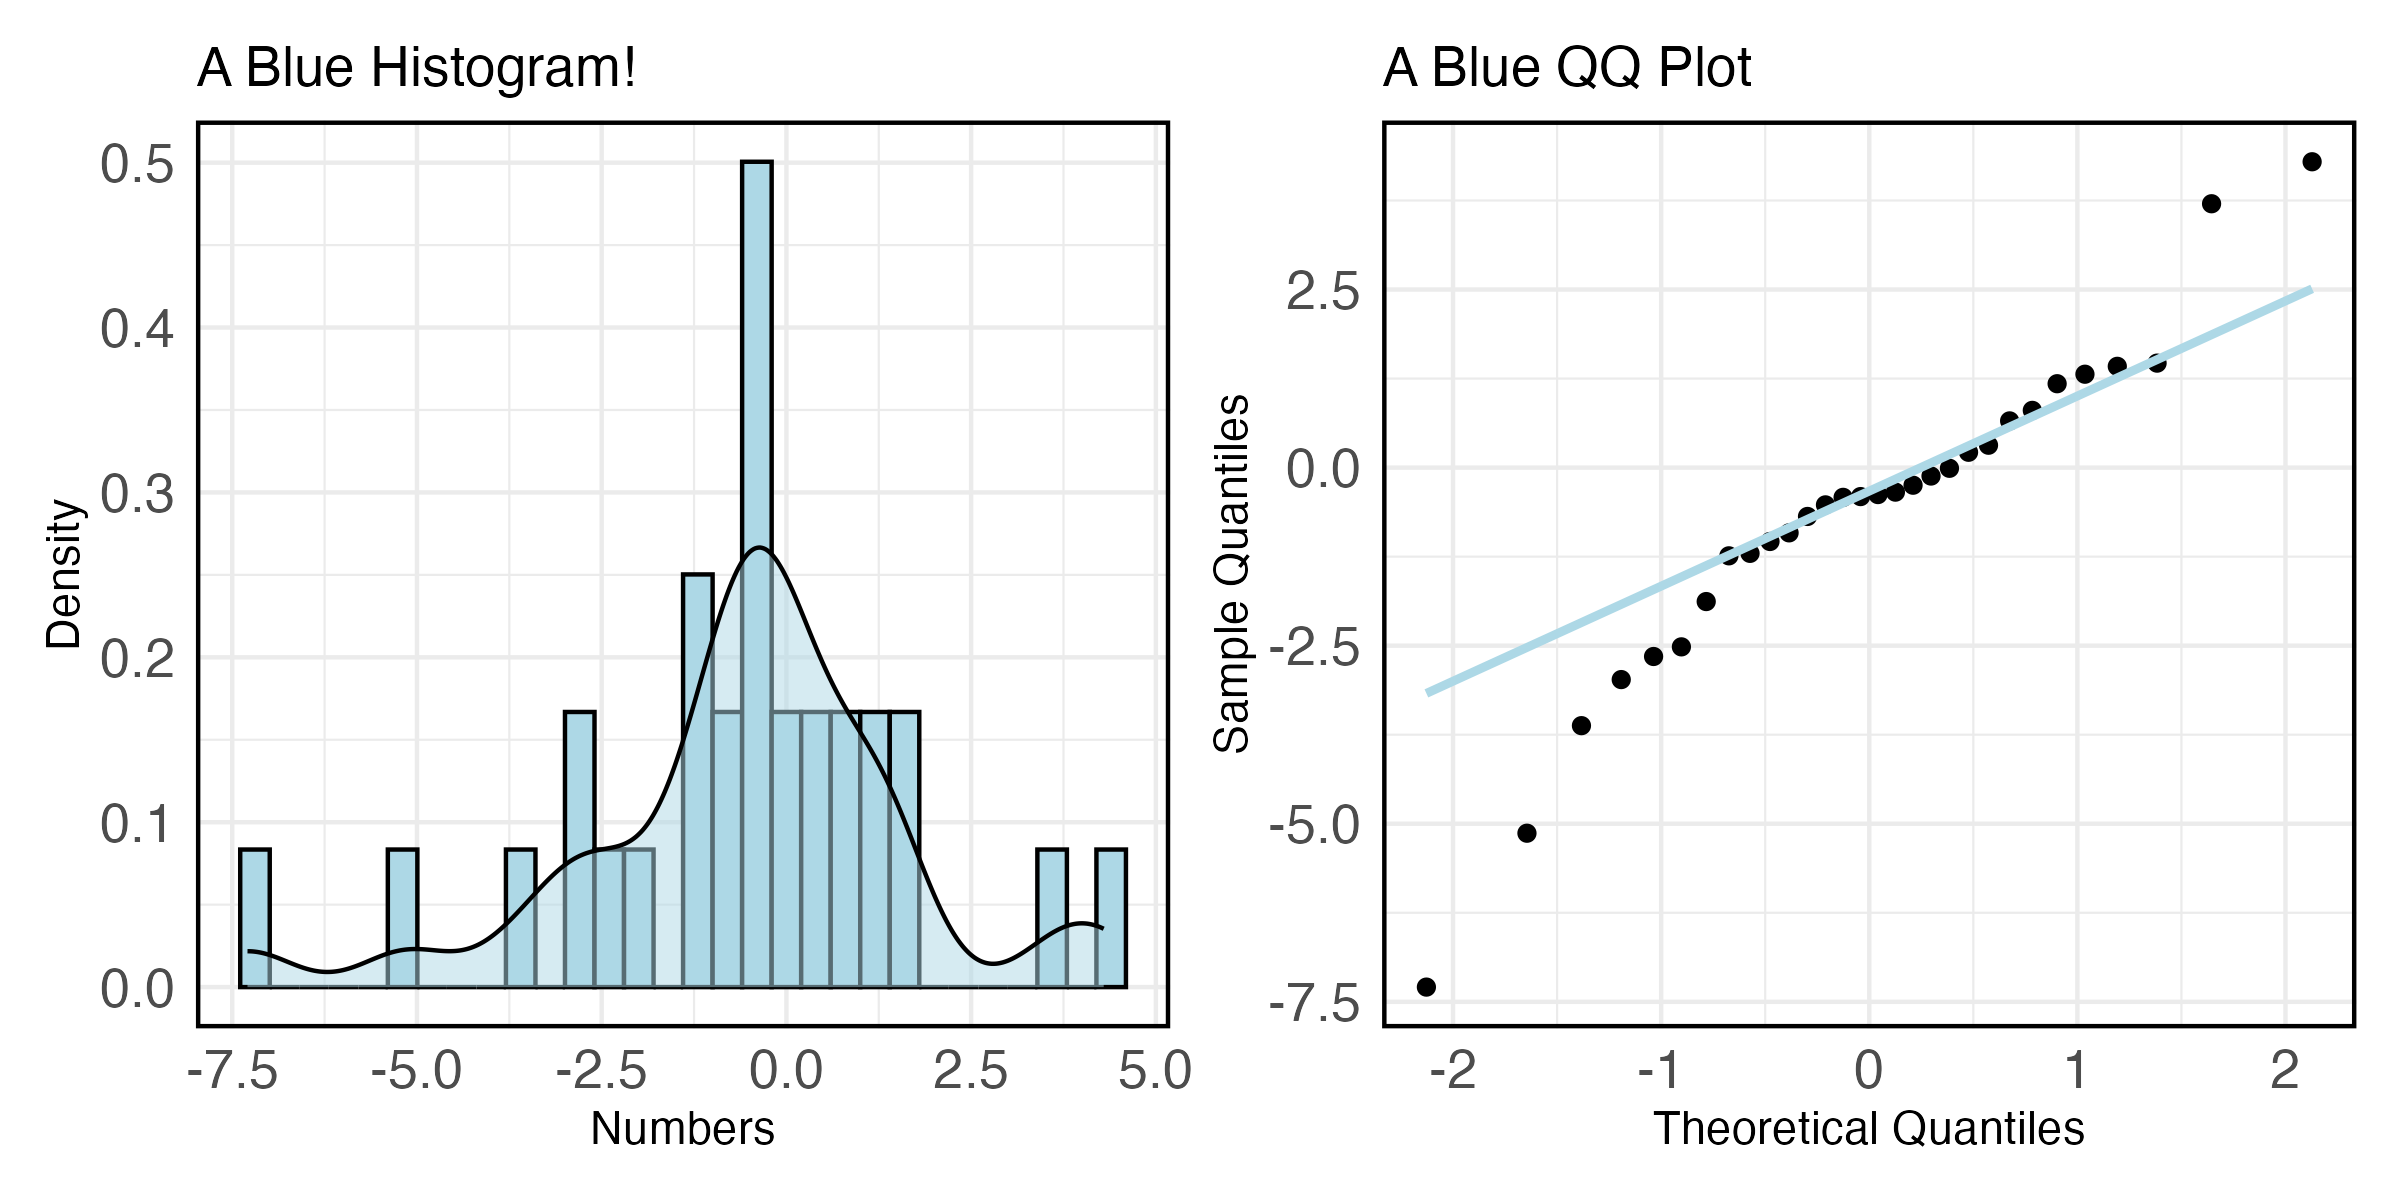 A Blue Histogram!
Density
0.5
0.4
0.3
0.2
0.1
0.0
-7.5 -5.0 -2.5 0.0 2.5 5.0
Numbers
A Blue QQ Plot
Sample Quantiles
2.5
0.0
-2.5
-5.0
-7.5
-2 -1 0 1 2
Theoretical Quantiles